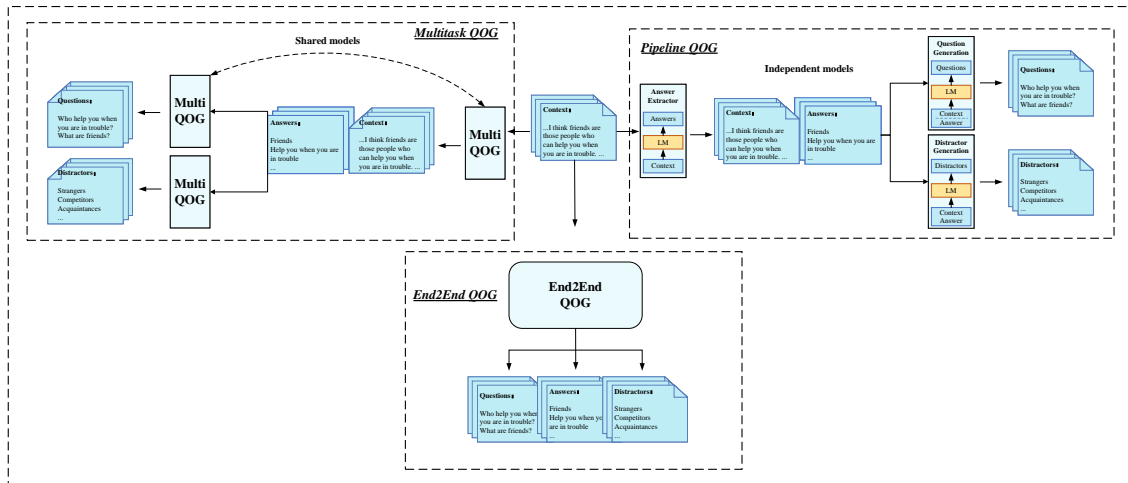 Multitask QOG
Shared models
Questions:
Who help you when
you are in trouble?
What are friends?
Distractors:
Strangers
Competitors
Acquaintances
...
Multi
QOG
Multi
QOG
Answers:
Friends
Help you when you are
in trouble
...
Context:
...I think friends are
those people who
can help you when
you are in trouble. ...
Multi
QOG
Context:
...I think friends are
those people who
can help you when
you are in trouble. ...
Pipeline QOG
Independent models
Answer
Extractor
Answers
LM
Context
Context:
...I think friends are
those people who
can help you when
you are in trouble. ...
Answers:
Friends
Help you when you are
in trouble
...
Question
Generation
Questions
LM
Context
Answer
Distractor
Generation
Distractors
LM
Context
Answer
Questions:
Who help you when
you are in trouble?
What are friends?
Distractors:
Strangers
Competitors
Acquaintances
...
End2End QOG
End2End
QOG
Questions:
Who help you when
you are in trouble?
What are friends?
Answers:
Friends
Help you when yo
are in trouble
...
Distractors:
Strangers
Competitors
Acquaintances
...